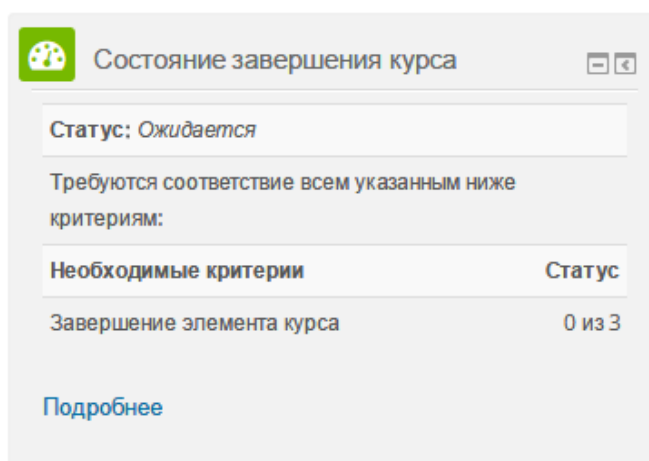 Состояние завершения курса
Статус: Ожидается
Требуются соответствие всем указанным ниже
критериям:
Необходимые критерии Статус
Завершение элемента курса 0 из 3
Подробнее